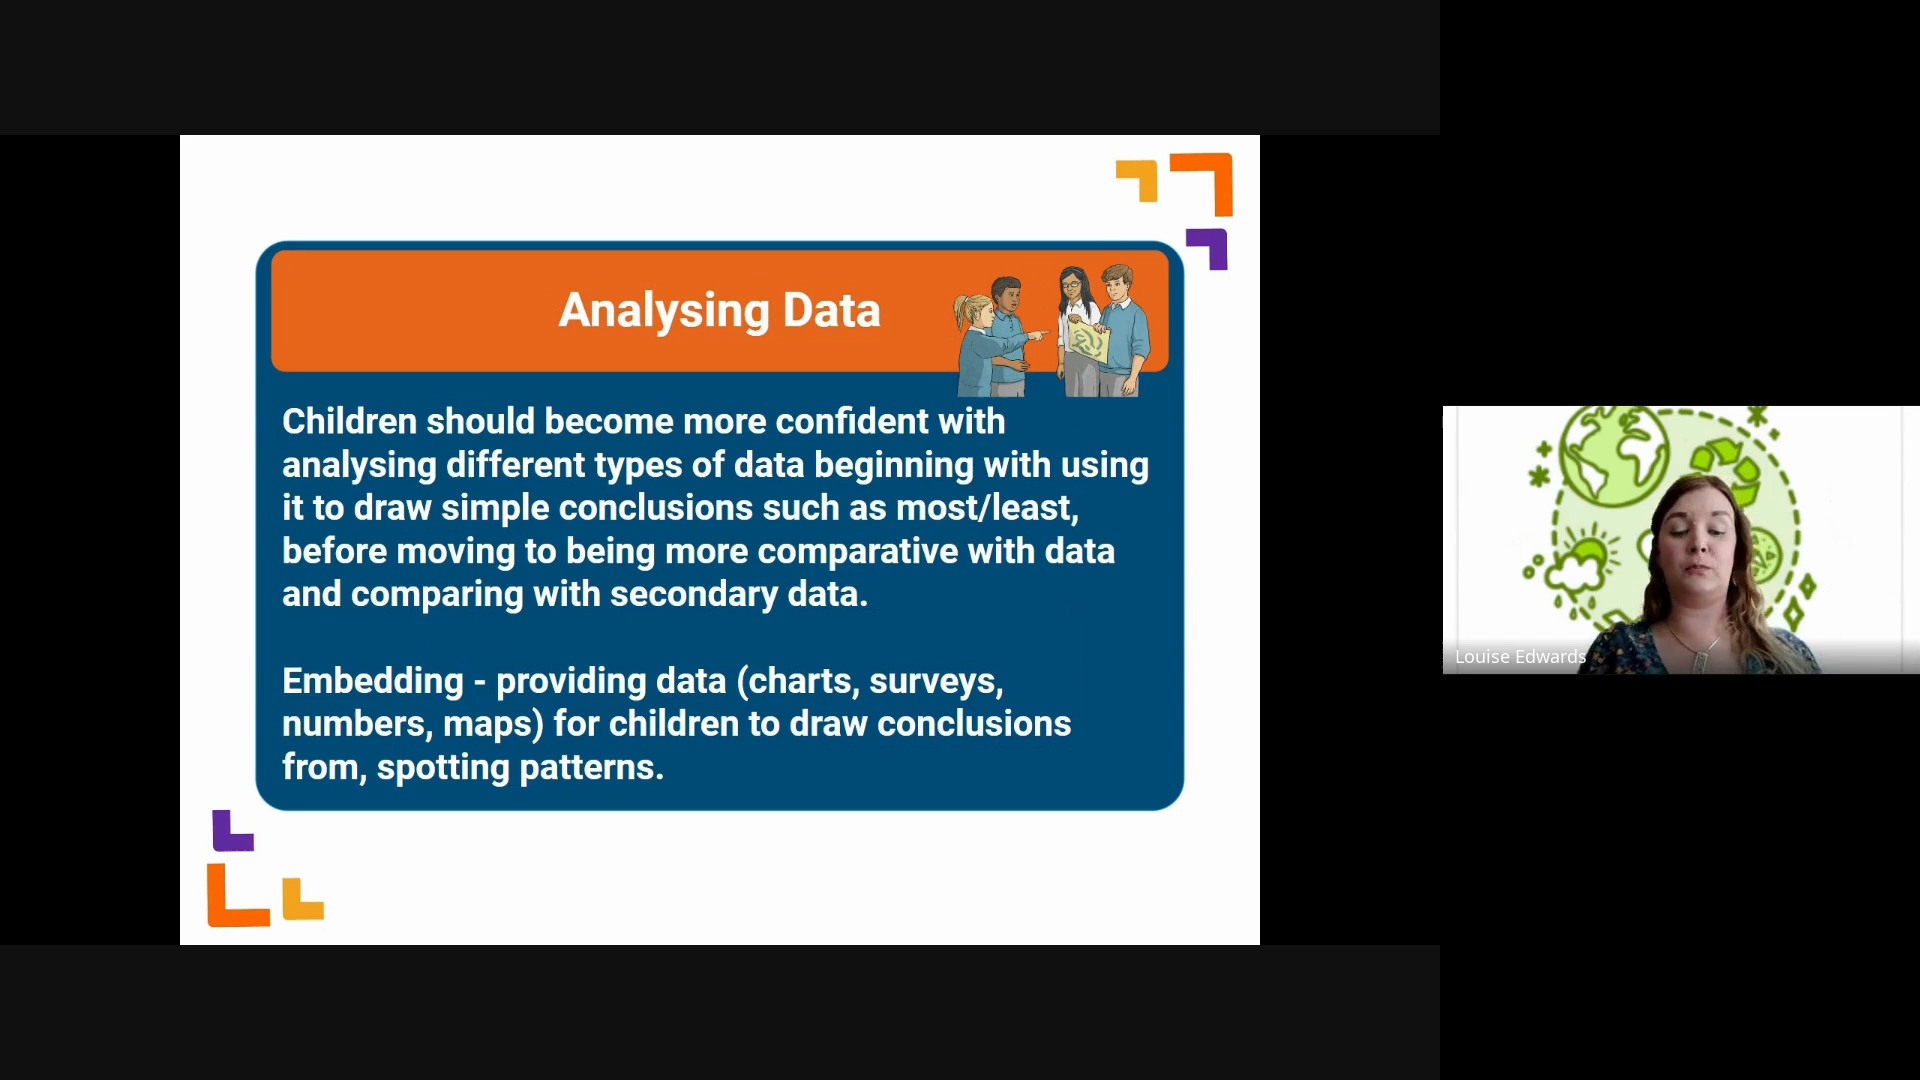 Analysing Data
Children should become more confident with
analysing different types of data beginning with using
it to draw simple conclusions such as most/least,
before moving to being more comparative with data
and comparing with secondary data.
Embedding - providing data (charts, surveys,
numbers, maps) for children to draw conclusions
from, spotting patterns.
Louise Edwards